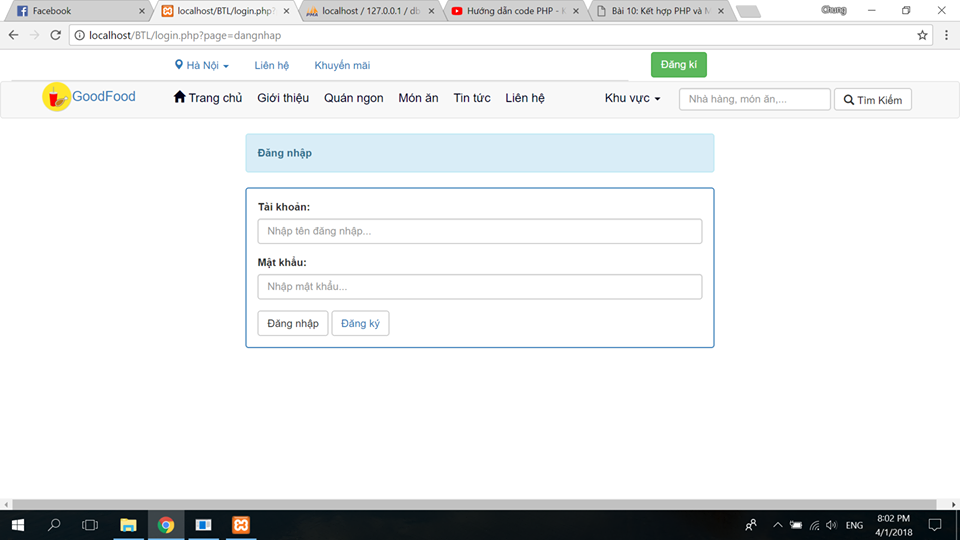 Facebook
localhost/BTL/login.php?
localhost / 127.0.0.1 / db
Hướng dẫn code PHP - K
Bài 10: Kết hợp PHP và M
Chung
localhost/BTL/login.php?page=dangnhap
Hà Nội
Liên hệ
Khuyến mãi
Đăng kí
GoodFood
Trang chủ
Giới thiệu
Quán ngon
Món ăn
Tin tức
Liên hệ
Khu vực
Nhà hàng, món ăn,...
Tìm Kiếm
Đăng nhập
Tài khoản:
Nhập tên đăng nhập...
Mật khẩu:
Nhập mật khẩu...
Đăng nhập
Đăng ký
ENG
8:02 PM
4/1/2018